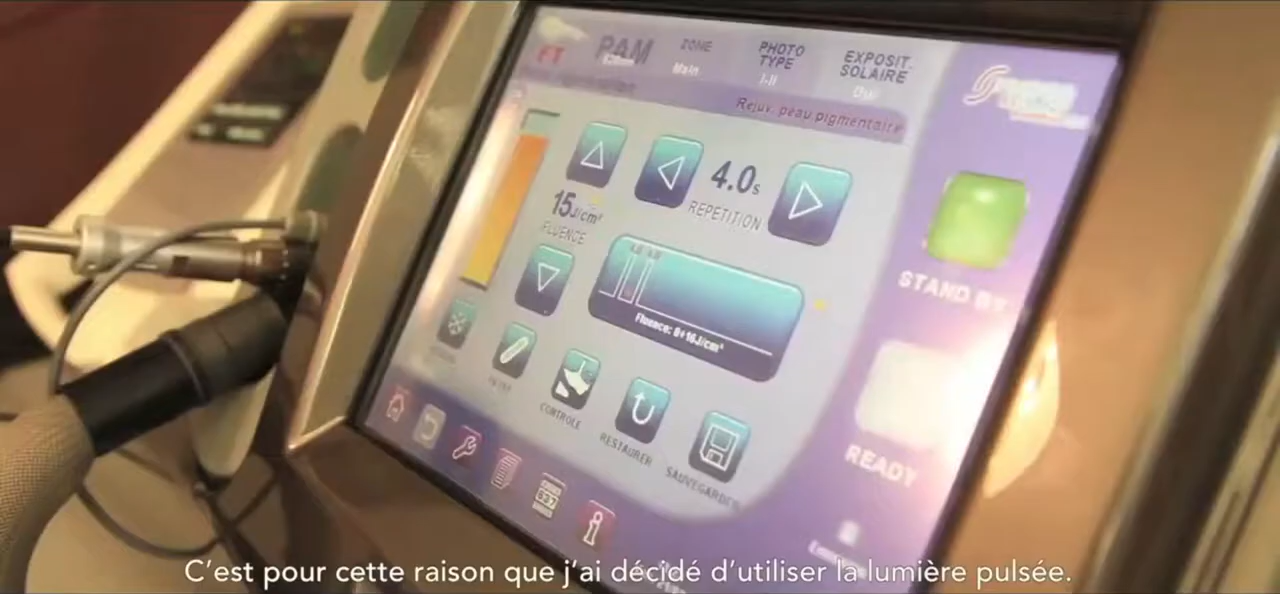 FT
PAM
ZONE
Main
PHOTO
TYPE
I-II
EXPOSIT.
SOLAIRE
Rejuv. peau pigmentaire
4.0s
REPETITION
15J/cm²
FLUENCE
Fluence: 8+16J/cm²
STAND BY
READY
CONTROLE
RESTAURER
SAUVEGARDER
C'est pour cette raison que j'ai décidé d'utiliser la lumière pulsée.